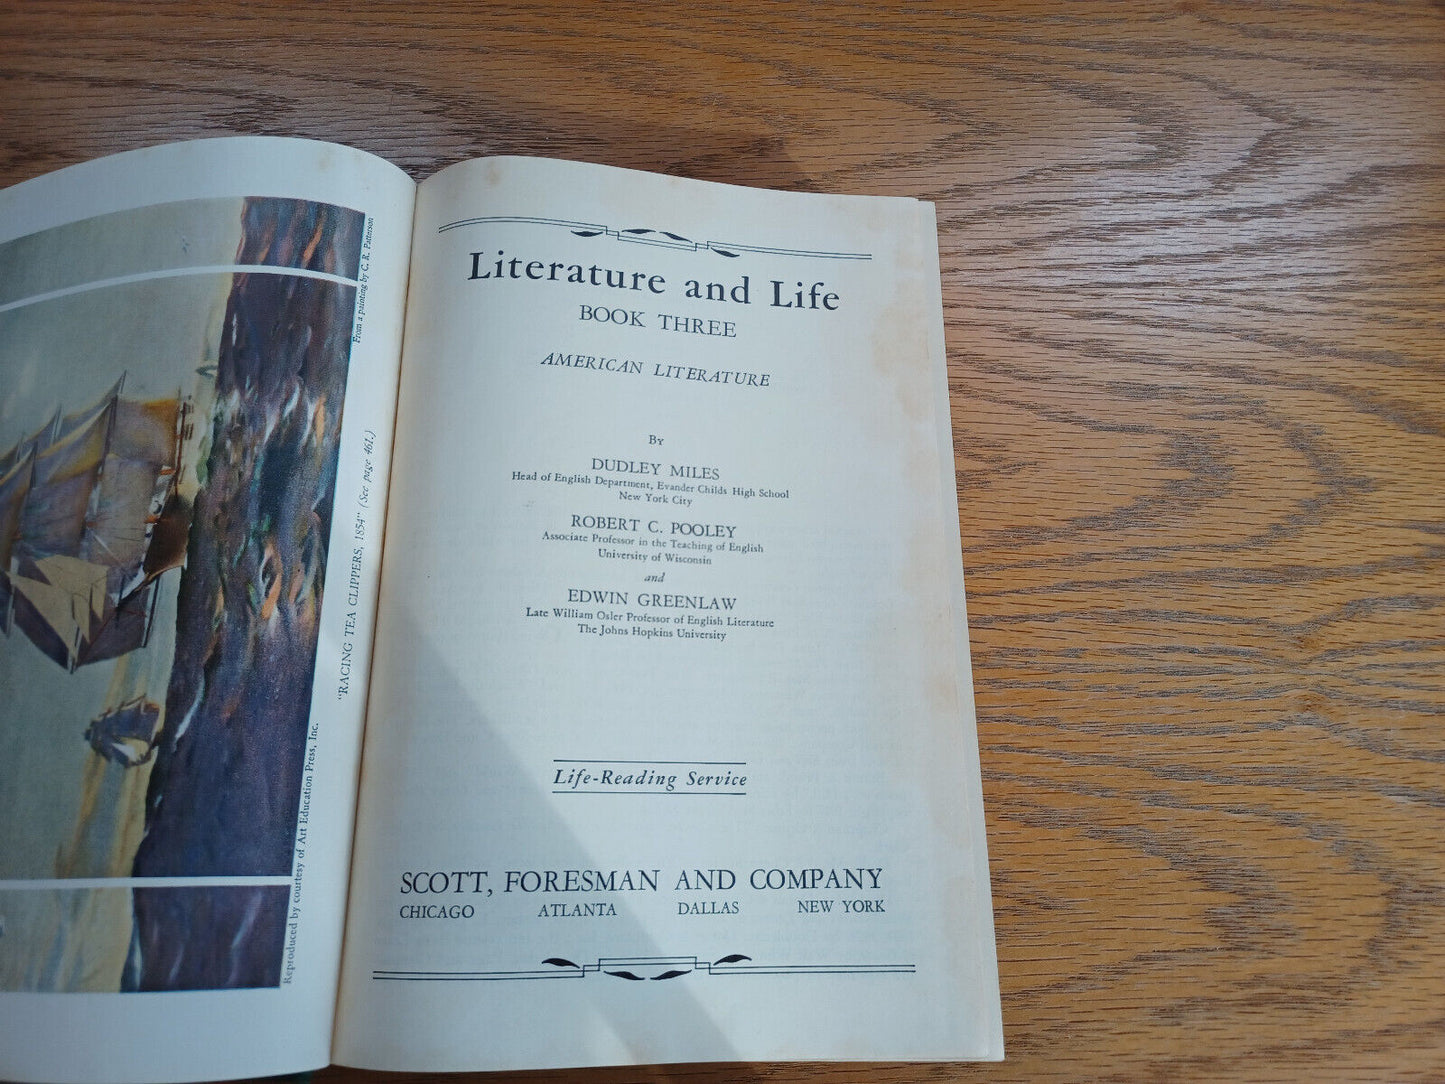 From a painting by C. R. Patterson
"RACING TEA CLIPPERS, 1854" (See page 461.)
Reproduced by courtesy of Art Education Press, Inc.
Literature and Life
BOOK THREE
AMERICAN LITERATURE
By
DUDLEY MILES
Head of English Department, Evander Childs High School
New York City
ROBERT C. POOLEY
Associate Professor in the Teaching of English
University of Wisconsin
and
EDWIN GREENLAW
Late William Osler Professor of English Literature
The Johns Hopkins University
Life-Reading Service
SCOTT, FORESMAN AND COMPANY
CHICAGO ATLANTA DALLAS NEW YORK